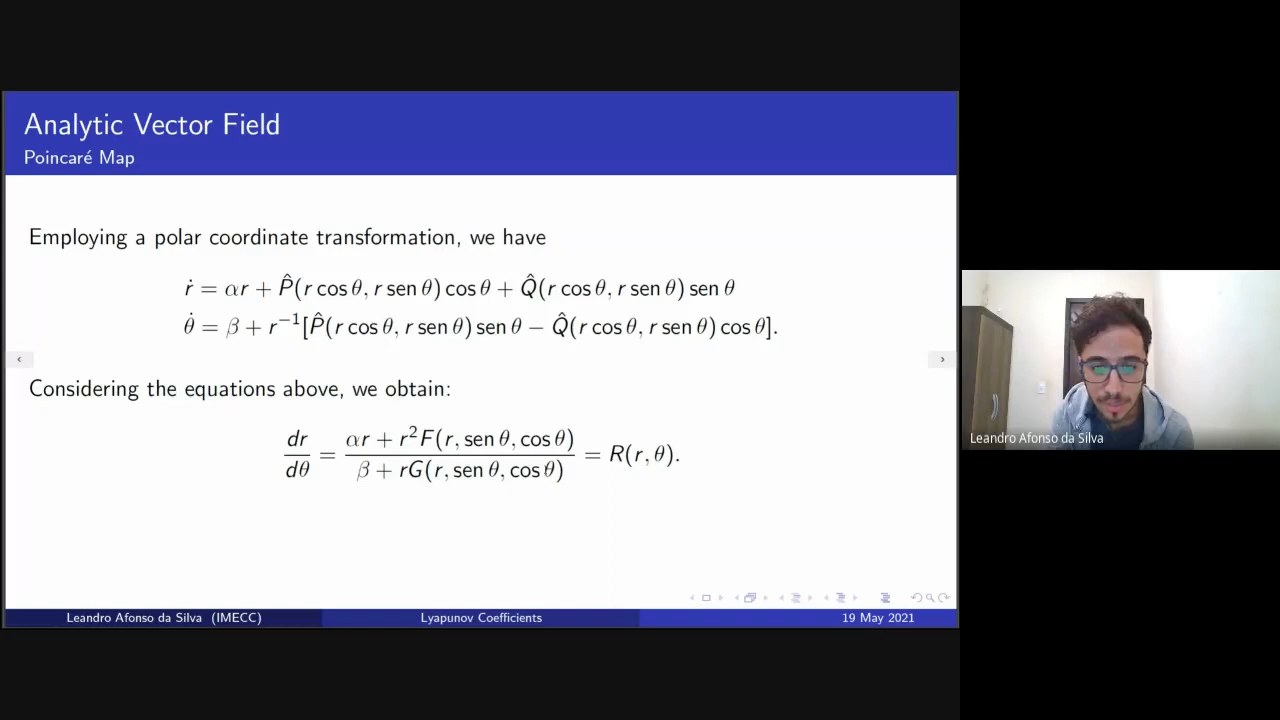 Analytic Vector Field
Poincaré Map
Employing a polar coordinate transformation, we have
ṙ = αr + P̂(r cos θ, r sen θ) cos θ + Q̂(r cos θ, r sen θ) sen θ
θ̇ = β + r⁻¹[P̂(r cos θ, r sen θ) sen θ − Q̂(r cos θ, r sen θ) cos θ].
Considering the equations above, we obtain:
dr/dθ = (αr + r²F(r, sen θ, cos θ))/(β + rG(r, sen θ, cos θ)) = R(r, θ).
Leandro Afonso da Silva (IMECC)
Lyapunov Coefficients
19 May 2021
Leandro Afonso da Silva